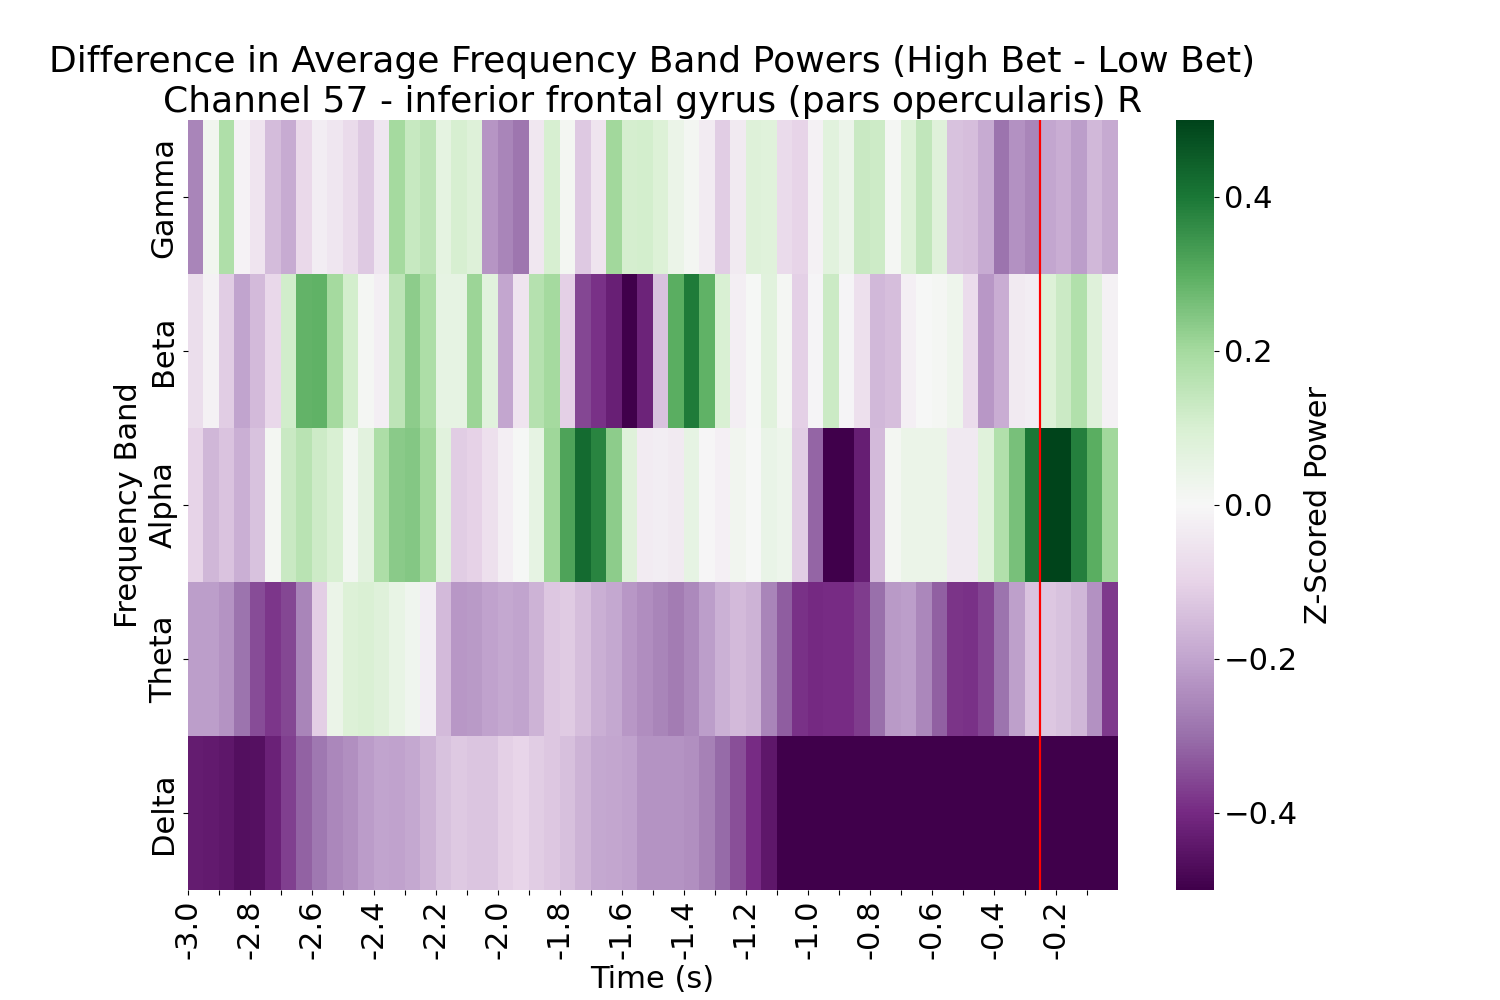 Difference in Average Frequency Band Powers (High Bet - Low Bet)
Channel 57 - inferior frontal gyrus (pars opercularis) R
Frequency Band
Gamma
Beta
Alpha
Theta
Delta
-3.0
-2.8
-2.6
-2.4
-2.2
-2.0
-1.8
-1.6
-1.4
-1.2
-1.0
-0.8
-0.6
-0.4
-0.2
Time (s)
0.4
0.2
0.0
−0.2
−0.4
Z-Scored Power